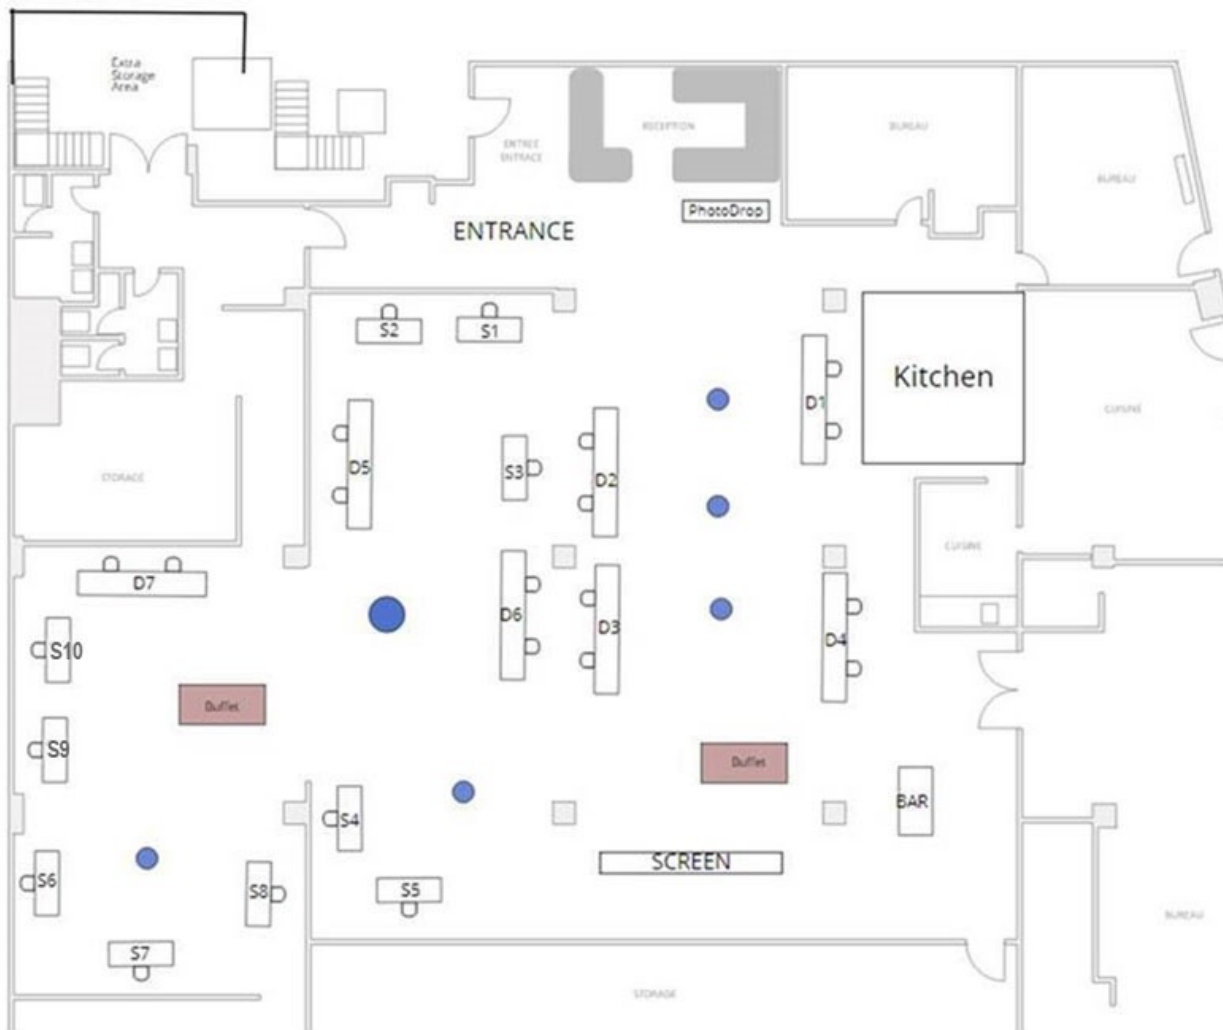 Extra
Storage
Area
RECEPTION
BUREAU
ENTREE
ENTRACE
BUREAU
PhotoDrop
ENTRANCE
S2
S1
Kitchen
D1
CUISINE
D5
S3
D2
STORAGE
CUISINE
D7
D6
D3
D4
S10
Buffet
S9
Buffet
BAR
S4
SCREEN
S6
S8
S5
BUREAU
S7
STORAGE